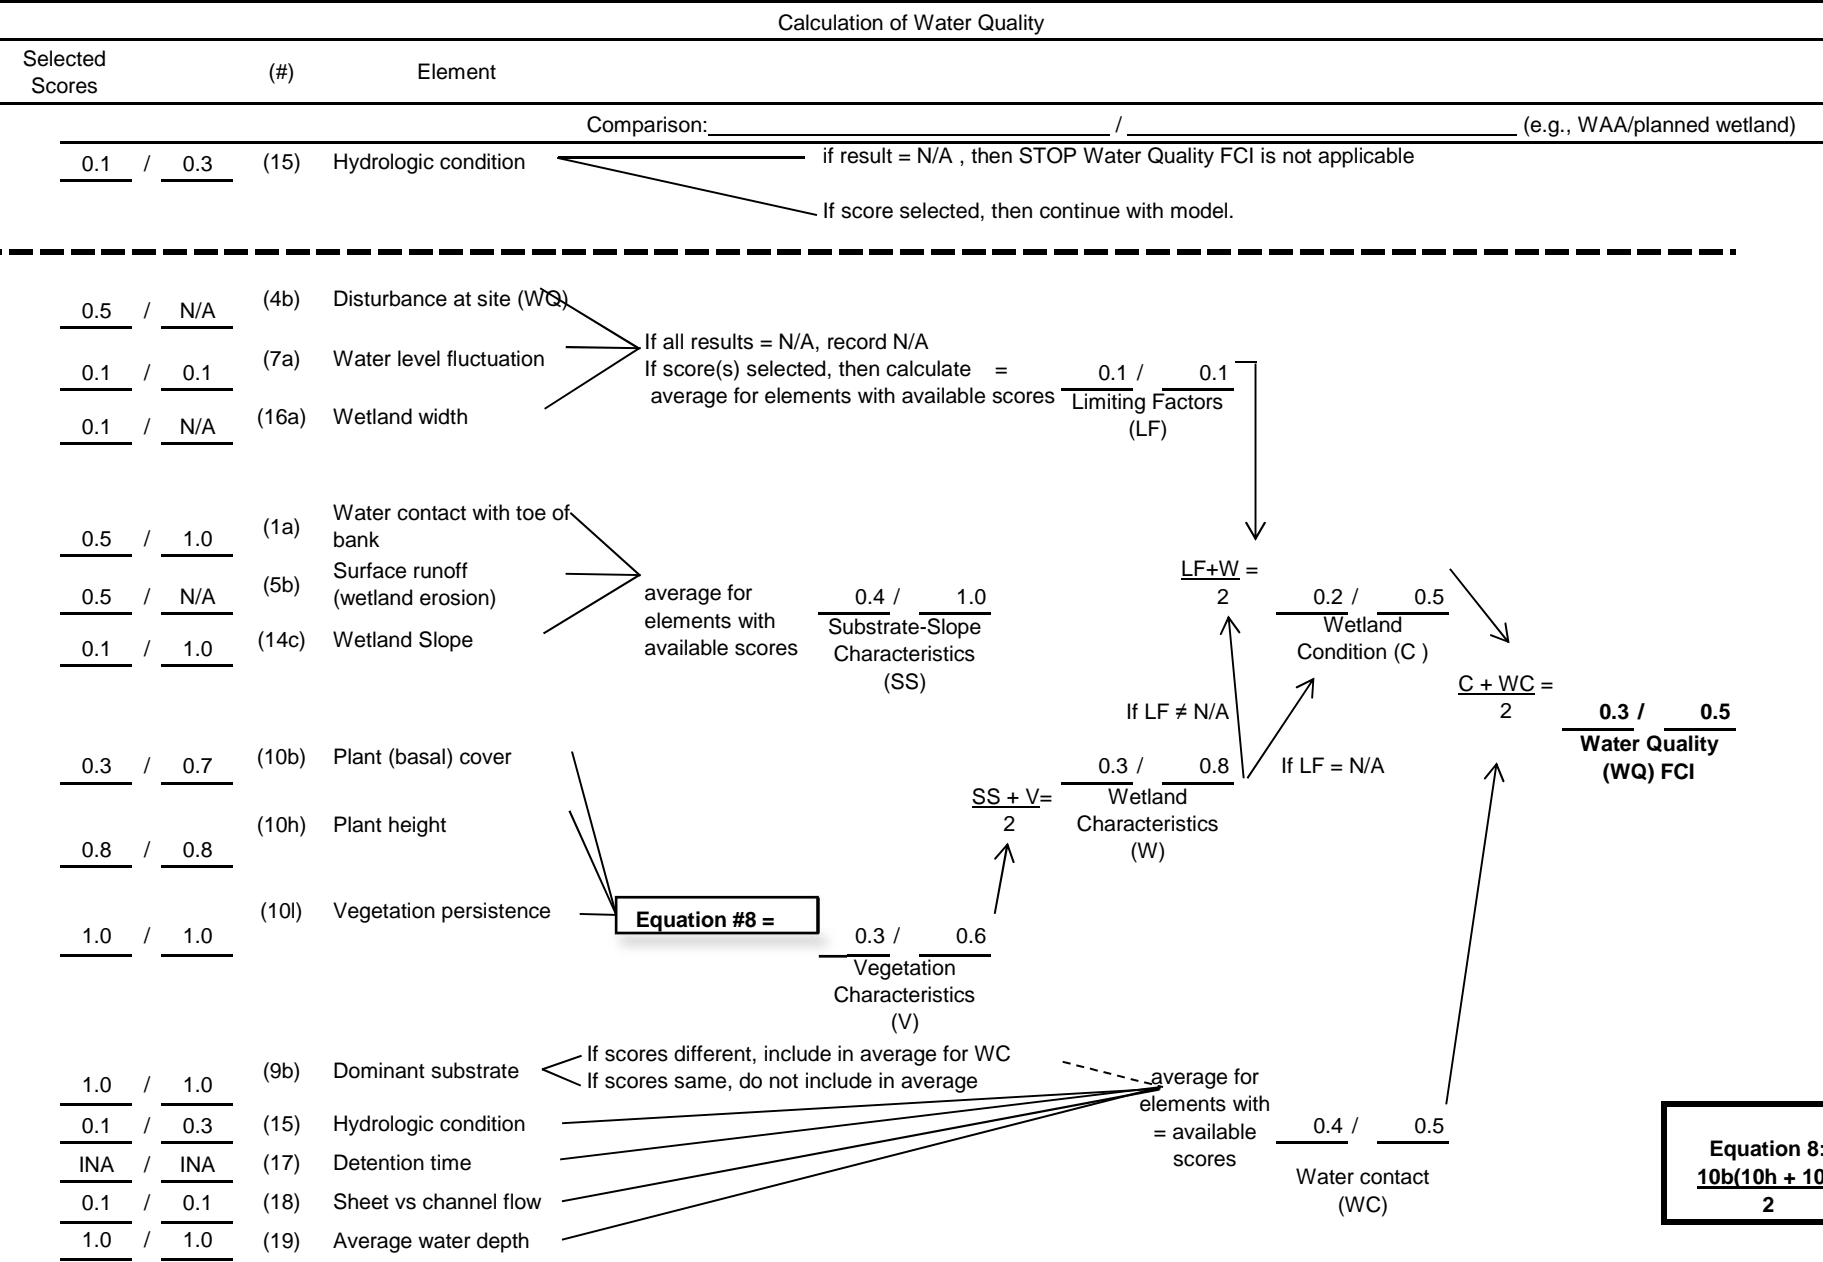 Calculation of Water Quality
Selected
Scores
(#) Element
Comparison: / (e.g., WAA/planned wetland)
0.1 / 0.3 (15) Hydrologic condition if result = N/A , then STOP Water Quality FCI is not applicable
If score selected, then continue with model.
0.5 / N/A (4b) Disturbance at site (WQ)
0.1 / 0.1 (7a) Water level fluctuation
0.1 / N/A (16a) Wetland width
If all results = N/A, record N/A
If score(s) selected, then calculate =
average for elements with available scores
0.1 / 0.1
Limiting Factors
(LF)
0.5 / 1.0 (1a) Water contact with toe of
bank
0.5 / N/A (5b) Surface runoff
(wetland erosion)
0.1 / 1.0 (14c) Wetland Slope
average for
elements with
available scores
0.4 / 1.0
Substrate-Slope
Characteristics
(SS)
LF+W =
2
0.2 / 0.5
Wetland
Condition (C )
If LF ≠ N/A
If LF = N/A
C + WC =
2
0.3 / 0.5
Water Quality
(WQ) FCI
0.3 / 0.7 (10b) Plant (basal) cover
0.8 / 0.8 (10h) Plant height
1.0 / 1.0 (10l) Vegetation persistence
SS + V=
2
0.3 / 0.8
Wetland
Characteristics
(W)
Equation #8 =
0.3 / 0.6
Vegetation
Characteristics
(V)
1.0 / 1.0 (9b) Dominant substrate
If scores different, include in average for WC
If scores same, do not include in average
0.1 / 0.3 (15) Hydrologic condition
INA / INA (17) Detention time
0.1 / 0.1 (18) Sheet vs channel flow
1.0 / 1.0 (19) Average water depth
average for
elements with
= available
scores
0.4 / 0.5
Water contact
(WC)
Equation 8:
10b(10h + 10
2